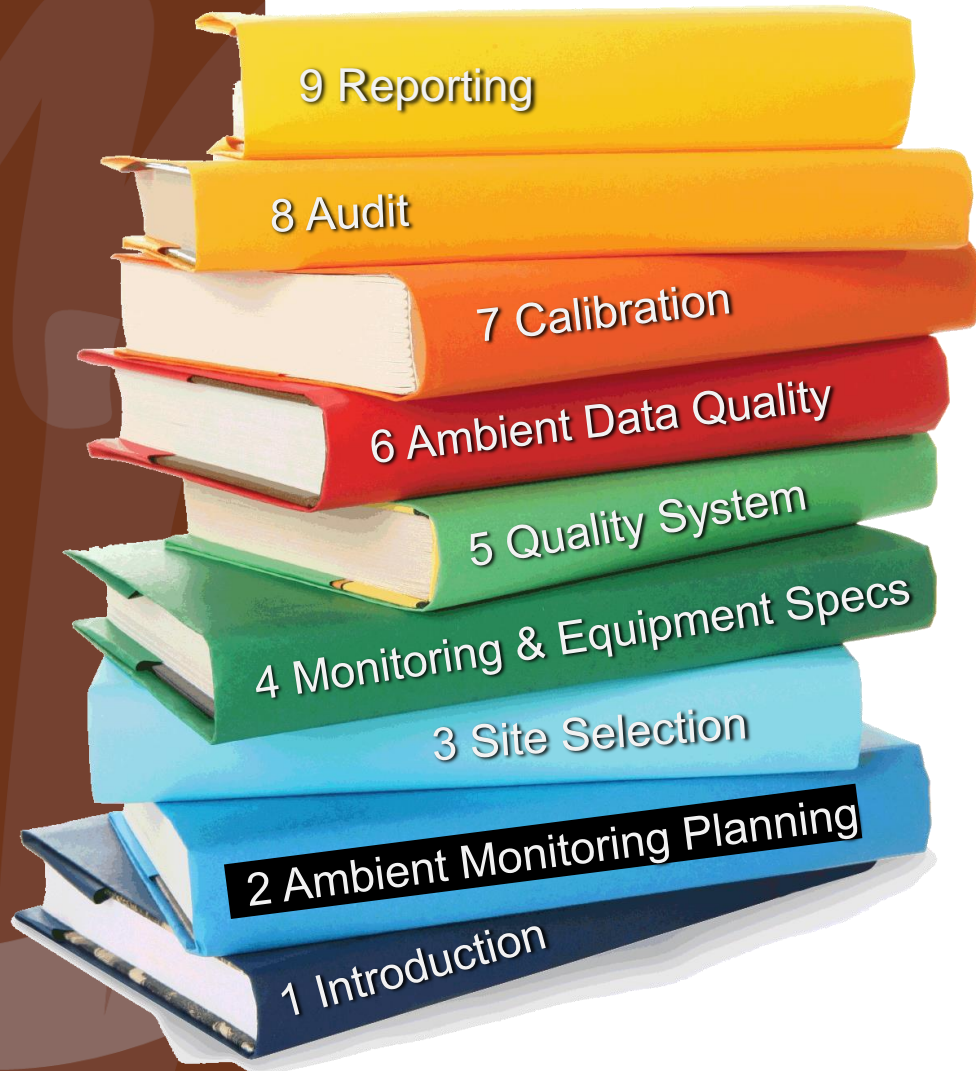 9 Reporting
8 Audit
7 Calibration
6 Ambient Data Quality
5 Quality System
4 Monitoring & Equipment Specs
3 Site Selection
2 Ambient Monitoring Planning
1 Introduction